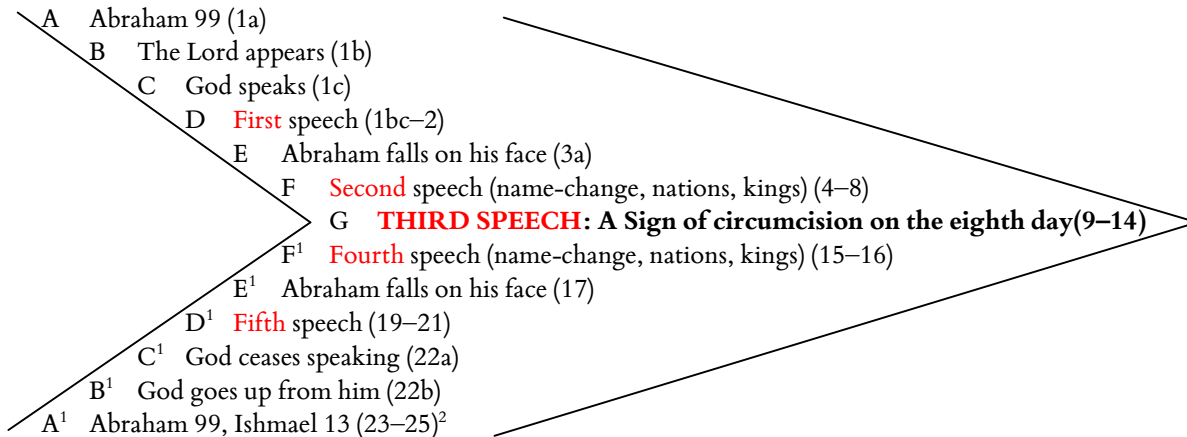 A Abraham 99 (1a)
B The Lord appears (1b)
C God speaks (1c)
D First speech (1bc–2)
E Abraham falls on his face (3a)
F Second speech (name-change, nations, kings) (4–8)
G THIRD SPEECH: A Sign of circumcision on the eighth day(9–14)
F¹ Fourth speech (name-change, nations, kings) (15–16)
E¹ Abraham falls on his face (17)
D¹ Fifth speech (19–21)
C¹ God ceases speaking (22a)
B¹ God goes up from him (22b)
A¹ Abraham 99, Ishmael 13 (23–25)²